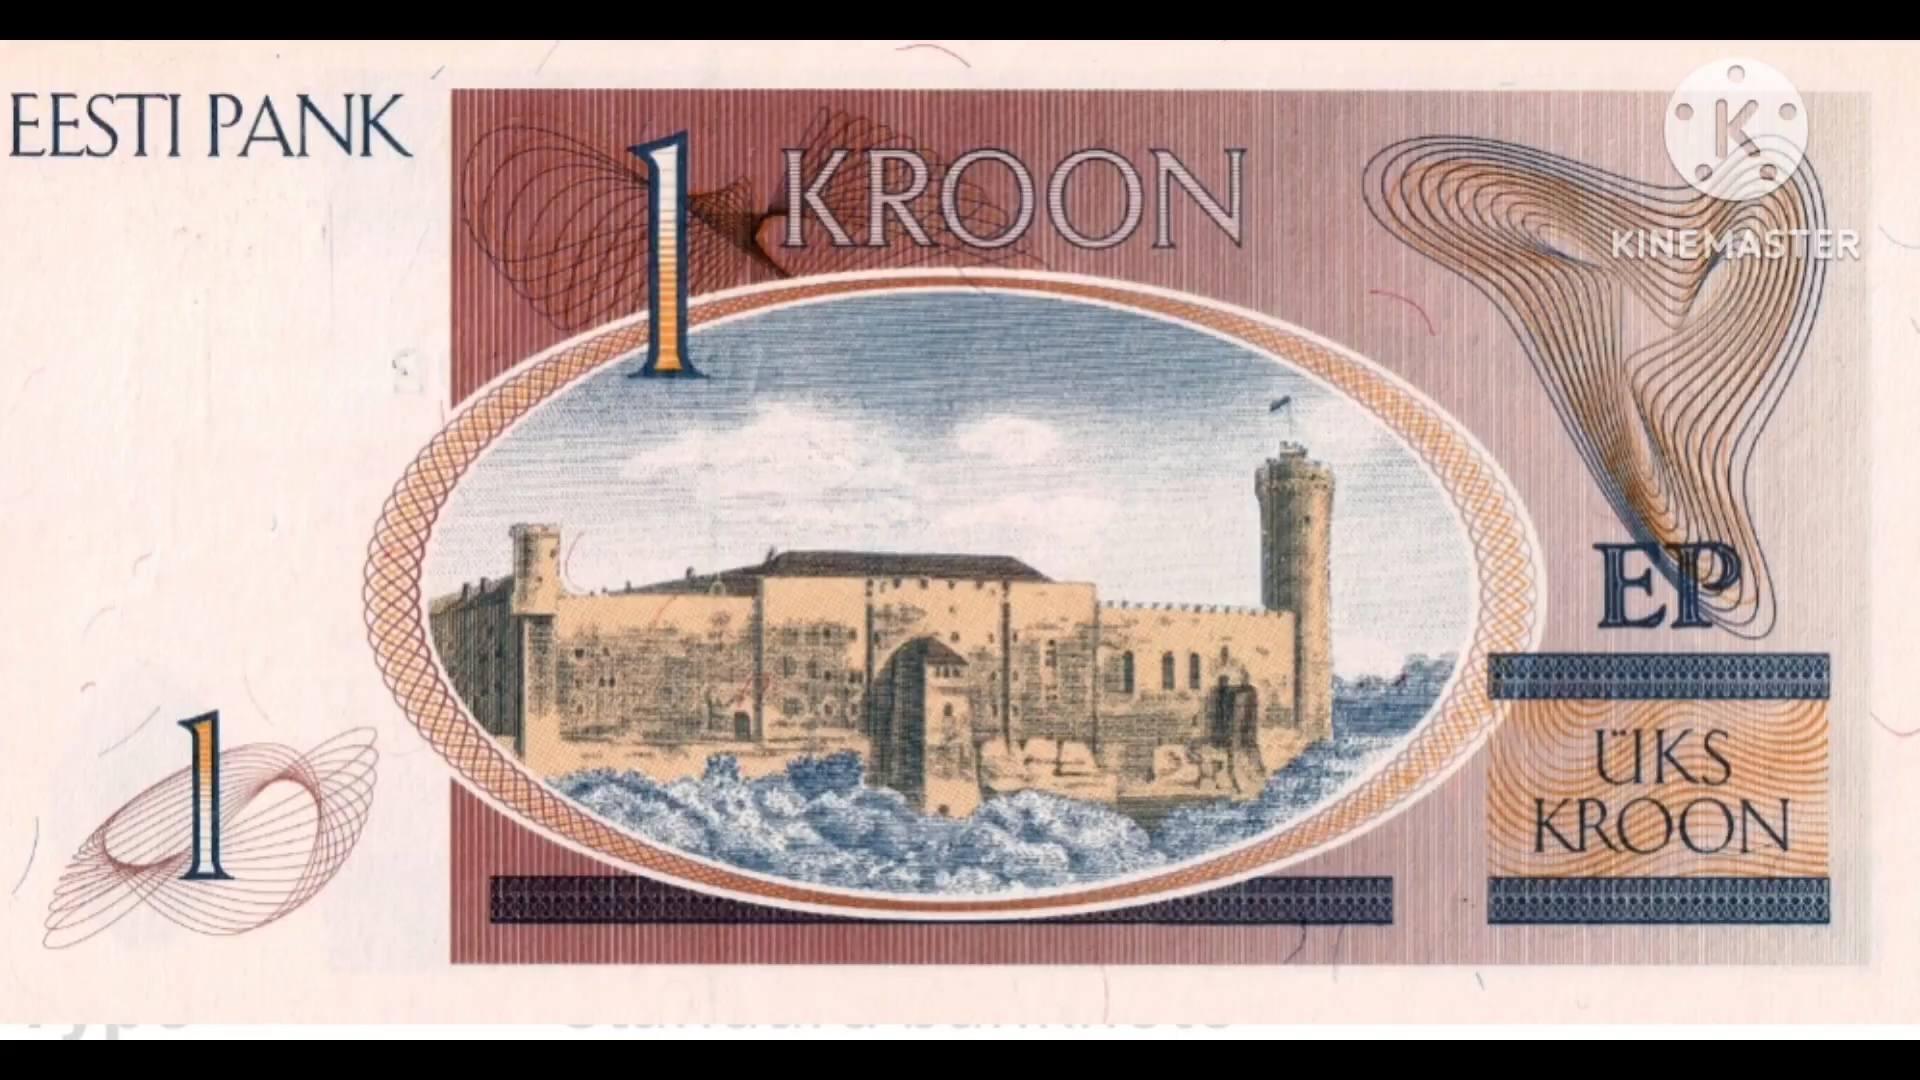 EESTI PANK
1 KROON
K
KINEMASTER
EP
ÜKS
KROON
1